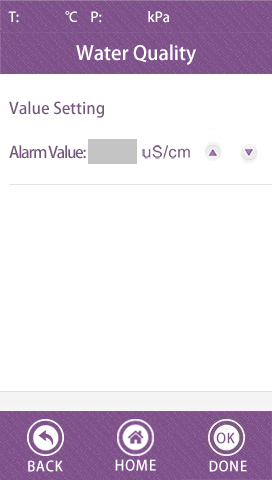 T: ℃ P: kPa
Water Quality
Value Setting
Alarm Value: uS/cm
OK
BACK HOME DONE